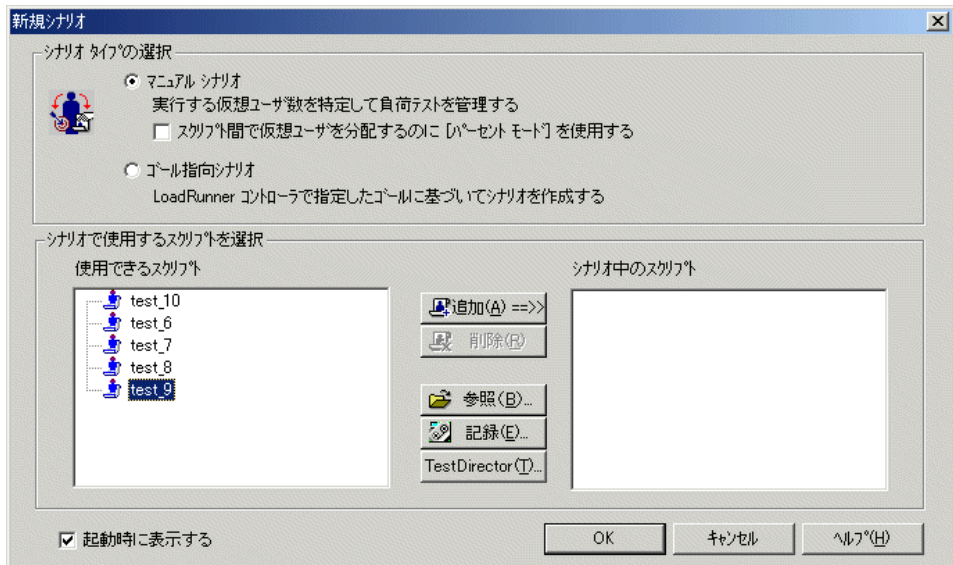 新規シナリオ
シナリオ タイプの選択
マニュアル シナリオ
実行する仮想ユーザ数を特定して負荷テストを管理する
スクリプト間で仮想ユーザを分配するのに [パーセント モード] を使用する
ゴール指向シナリオ
LoadRunner コントローラで指定したゴールに基づいてシナリオを作成する
シナリオで使用するスクリプトを選択
使用できるスクリプト
シナリオ中のスクリプト
test_10
test_6
test_7
test_8
test_9
追加(A) ==>>
削除(R)
参照(B)...
記録(E)...
TestDirector(T)...
起動時に表示する
OK
キャンセル
ヘルプ(H)